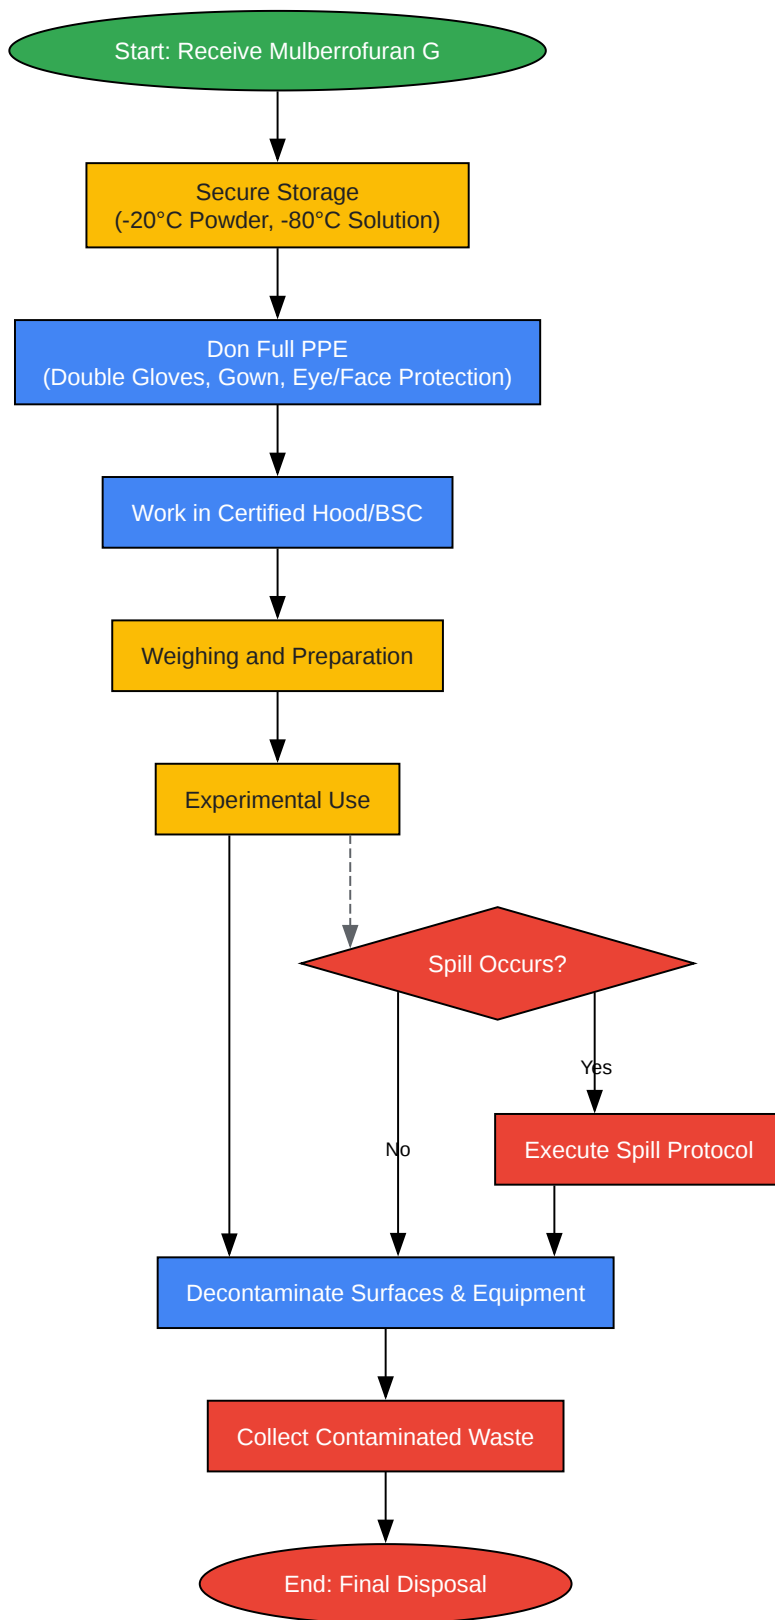 Start: Receive Mulberrofuran G
Secure Storage
(-20°C Powder, -80°C Solution)
Don Full PPE
(Double Gloves, Gown, Eye/Face Protection)
Work in Certified Hood/BSC
Weighing and Preparation
Experimental Use
Spill Occurs?
Yes
No
Execute Spill Protocol
Decontaminate Surfaces & Equipment
Collect Contaminated Waste
End: Final Disposal